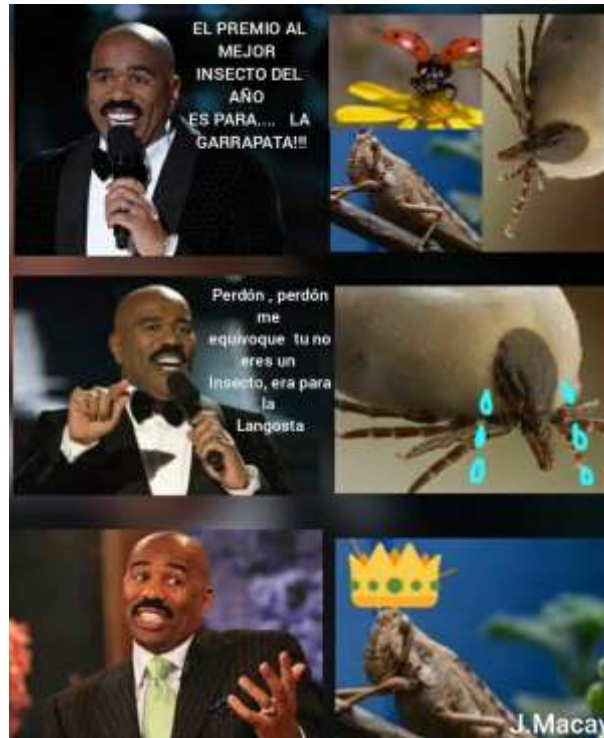 EL PREMIO AL
MEJOR
INSECTO DEL
AÑO
ES PARA.... LA
GARRAPATA!!!
Perdón , perdón
me
equivoque tu no
eres un
Insecto, era para
la
Langosta
J.Macay